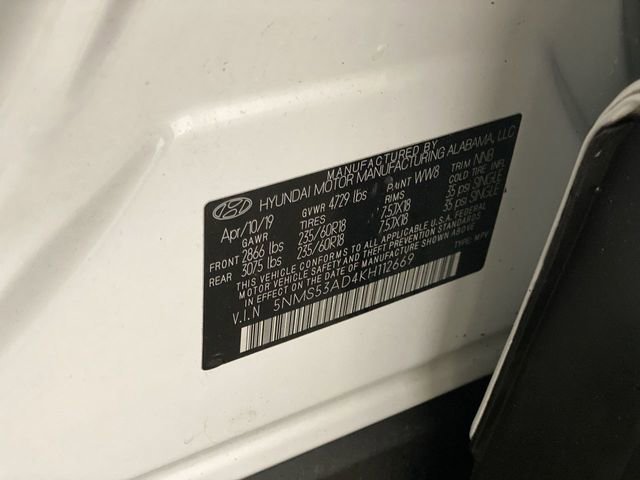 MANUFACTURED BY
HYUNDAI MOTOR MANUFACTURING ALABAMA, LLC
Apr/10/19 GVWR 4729 lbs PAINT WW8 TRIM NNB
GAWR TIRES RIMS COLD TIRE INFL
FRONT 2866 lbs 235/60R18 7.5JX18 35 psi SINGLE
REAR 3075 lbs 235/60R18 7.5JX18 35 psi SINGLE
THIS VEHICLE CONFORMS TO ALL APPLICABLE U.S.A. FEDERAL
MOTOR VEHICLE SAFETY AND THEFT PREVENTION STANDARDS
IN EFFECT ON THE DATE OF MANUFACTURE SHOWN ABOVE.
V.I.N 5NMS53AD4KH112669 TYPE: MPV